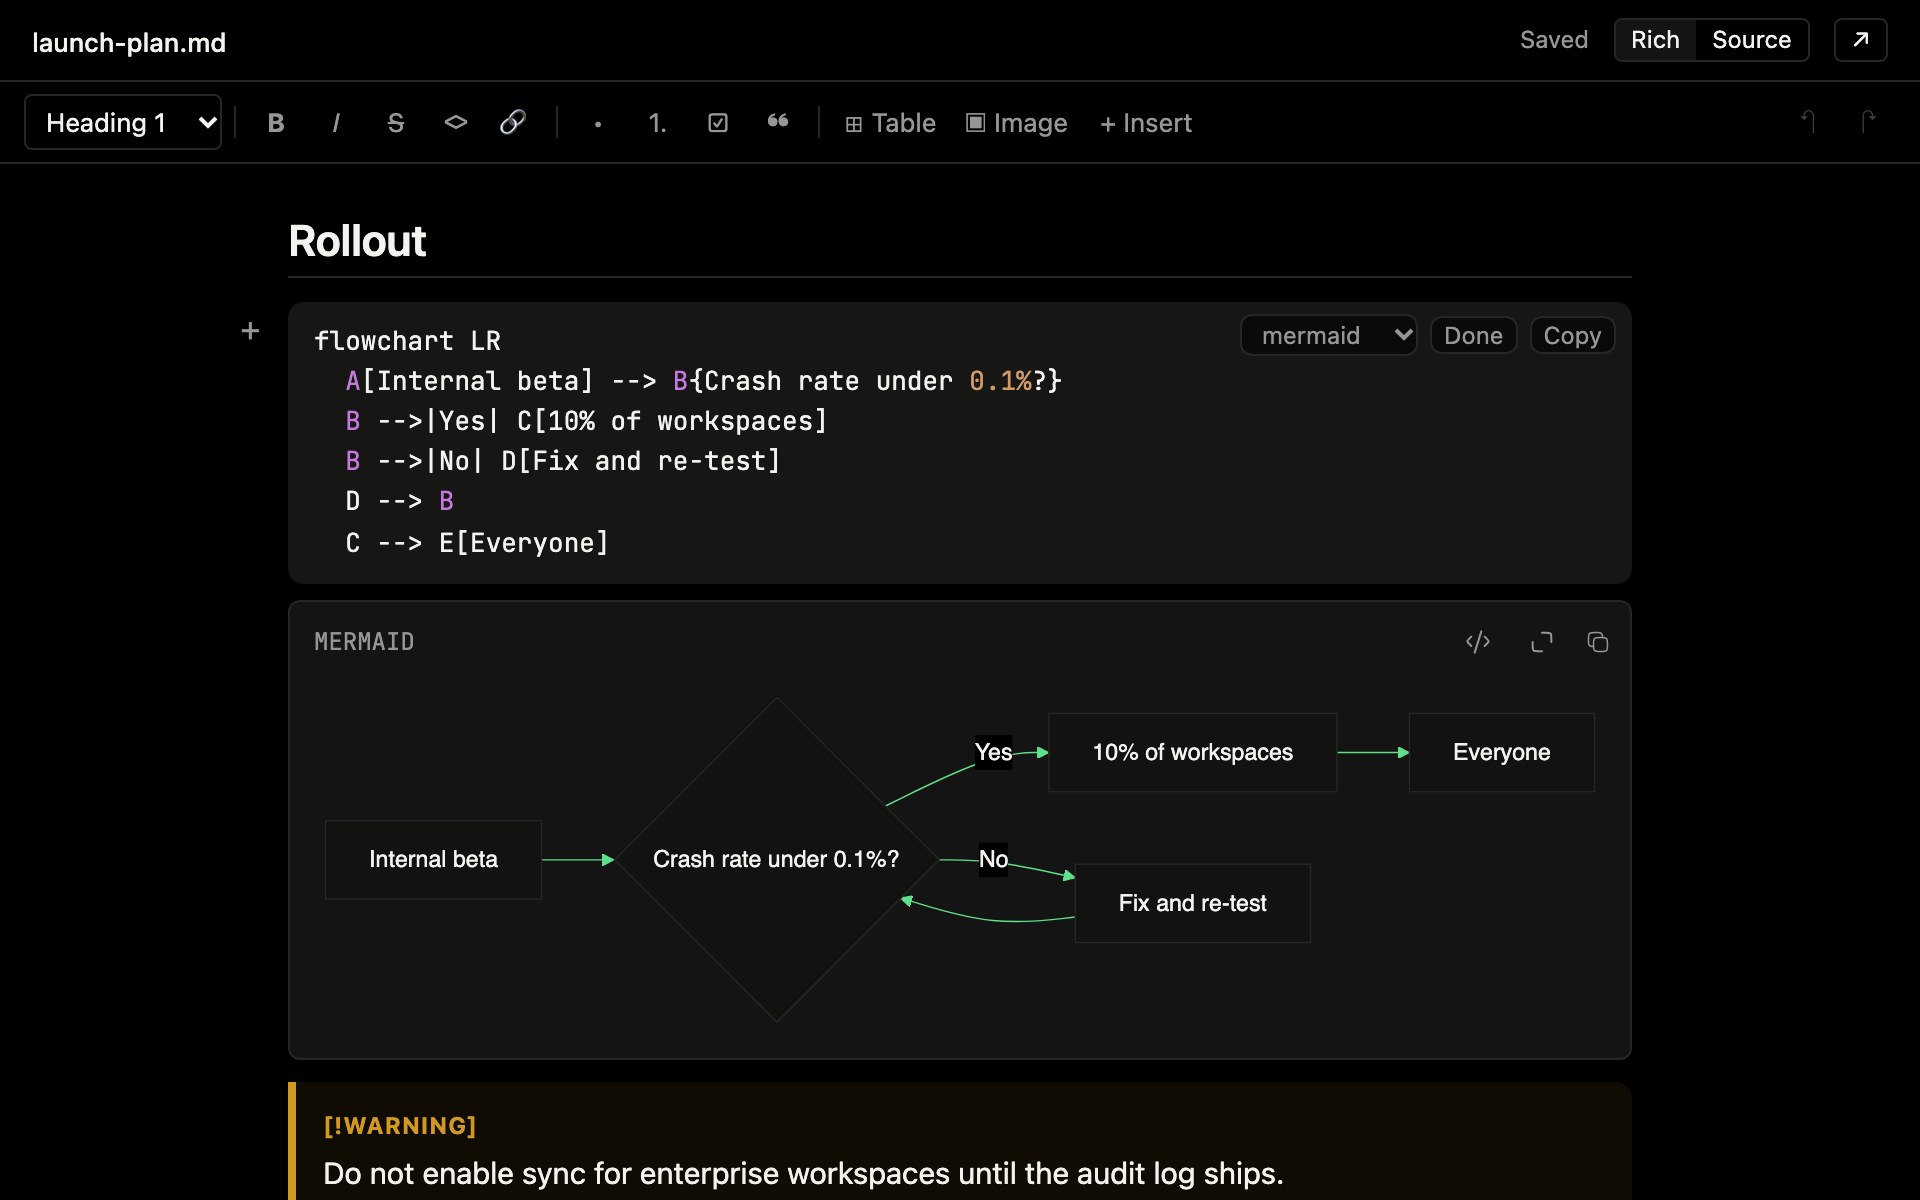 launch-plan.md
Saved
Rich
Source
Heading 1
B
I
S
1.
Table
Image
+ Insert
Rollout
flowchart LR
A[Internal beta] --> B{Crash rate under 0.1%?}
B -->|Yes| C[10% of workspaces]
B -->|No| D[Fix and re-test]
D --> B
C --> E[Everyone]
mermaid
Done
Copy
MERMAID
Internal beta
Crash rate under 0.1%?
Yes
10% of workspaces
Everyone
No
Fix and re-test
[!WARNING]
Do not enable sync for enterprise workspaces until the audit log ships.